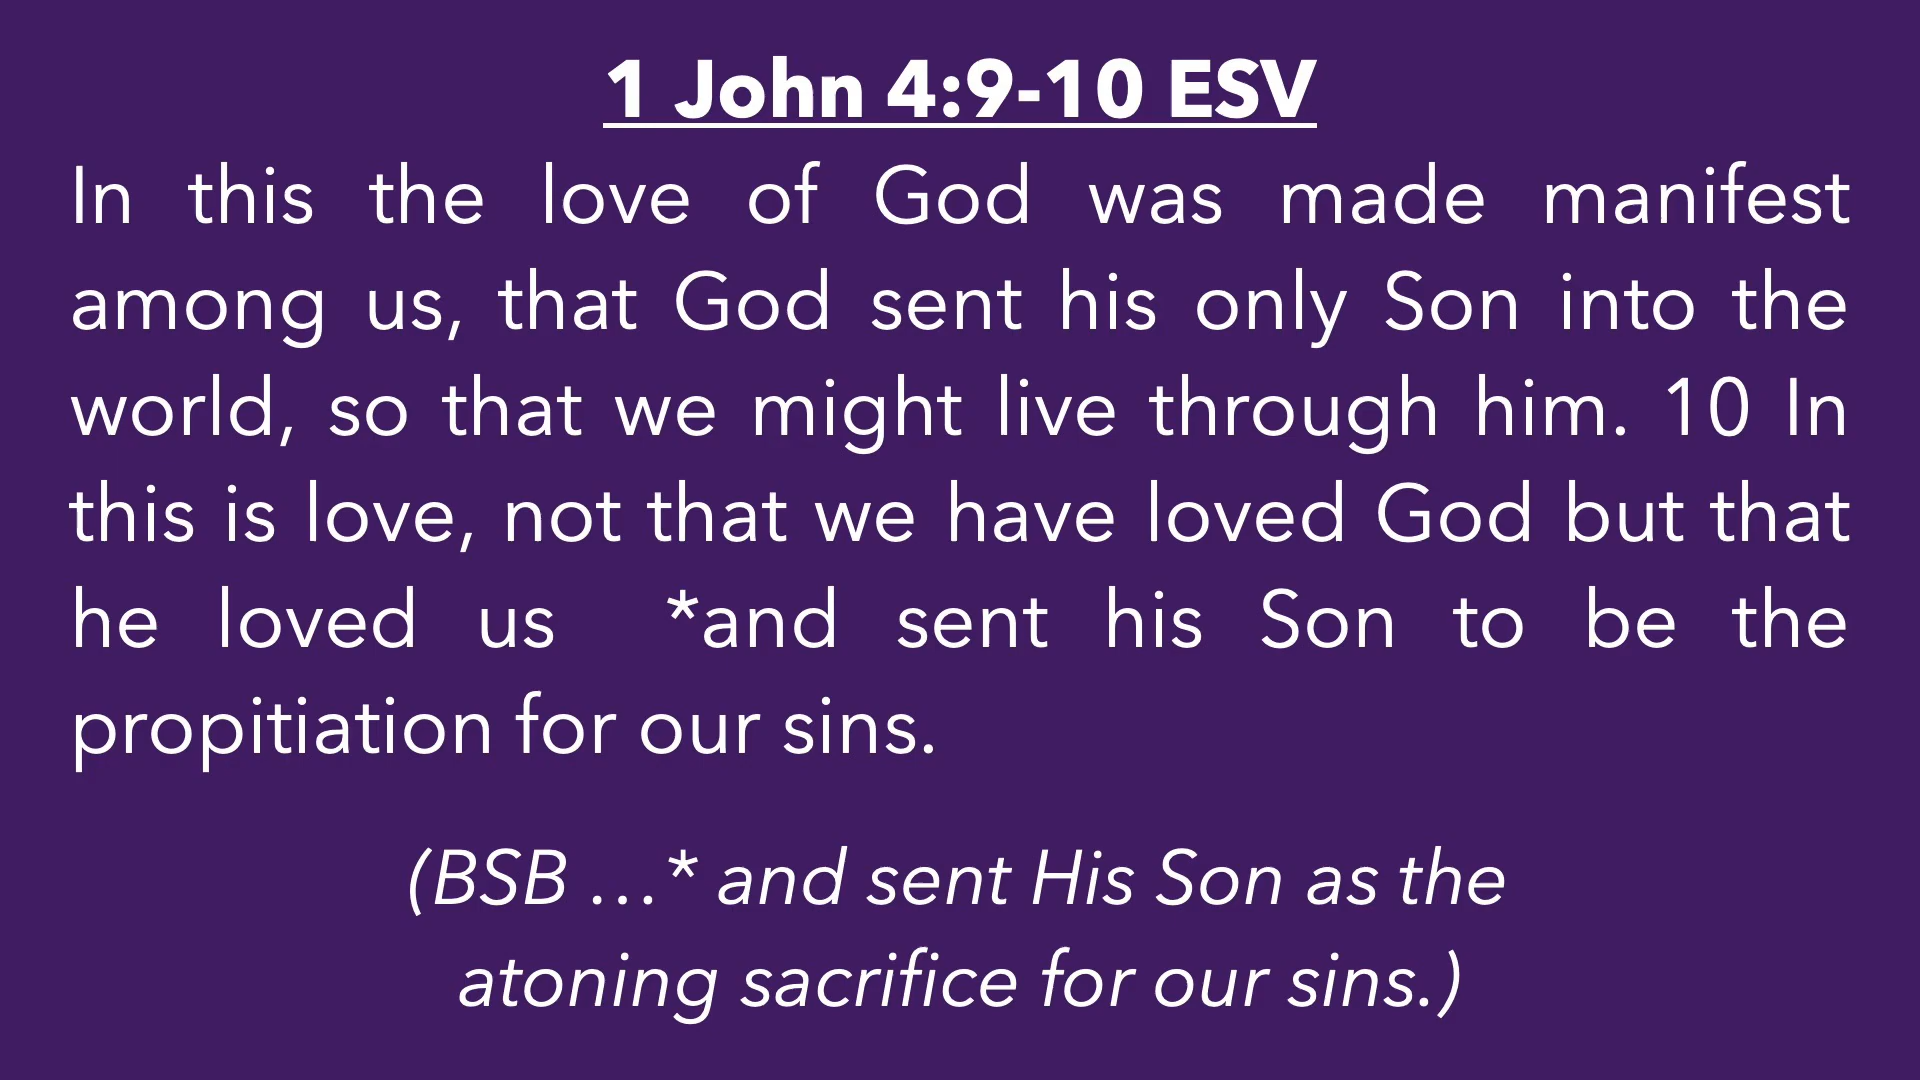 1 John 4:9-10 ESV
In this the love of God was made manifest
among us, that God sent his only Son into the
world, so that we might live through him. 10 In
this is love, not that we have loved God but that
he loved us *and sent his Son to be the
propitiation for our sins.
(BSB …* and sent His Son as the
atoning sacrifice for our sins.)